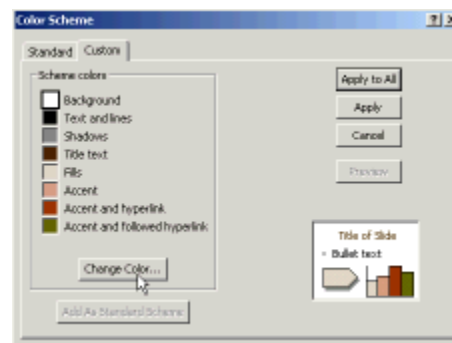 Color Scheme
Standard
Custom
Scheme colors
Background
Text and lines
Shadows
Title text
Fills
Accent
Accent and hyperlink
Accent and followed hyperlink
Change Color...
Add As Standard Scheme
Apply to All
Apply
Cancel
Preview
Title of Slide
• Bullet text